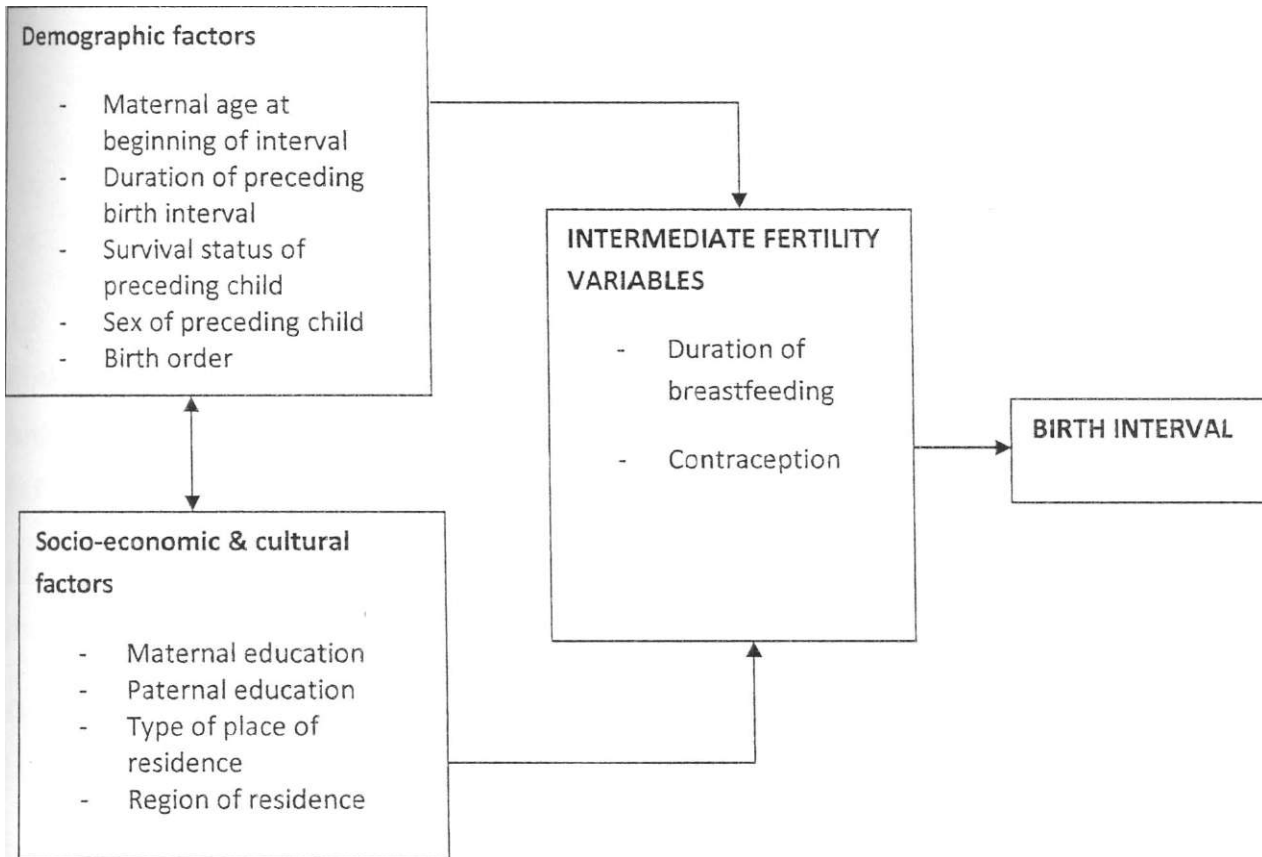 Demographic factors
- Maternal age at
beginning of interval
- Duration of preceding
birth interval
- Survival status of
preceding child
- Sex of preceding child
- Birth order
INTERMEDIATE FERTILITY
VARIABLES
- Duration of
breastfeeding
- Contraception
BIRTH INTERVAL
Socio-economic & cultural
factors
- Maternal education
- Paternal education
- Type of place of
residence
- Region of residence